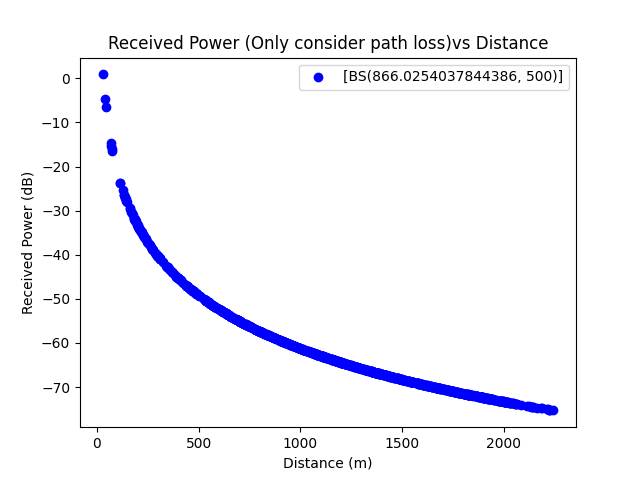 Received Power (Only consider path loss)vs Distance
[BS(866.0254037844386, 500)]
0
−10
−20
−30
−40
−50
−60
−70
Received Power (dB)
0 500 1000 1500 2000
Distance (m)